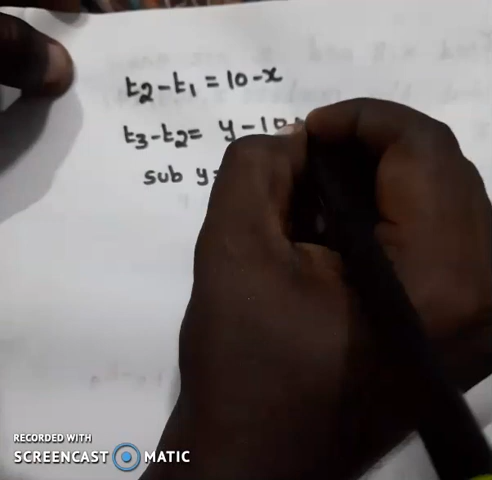 t2-t1 = 10-x
t3-t2= y-10
sub y=
RECORDED WITH
SCREENCAST MATIC